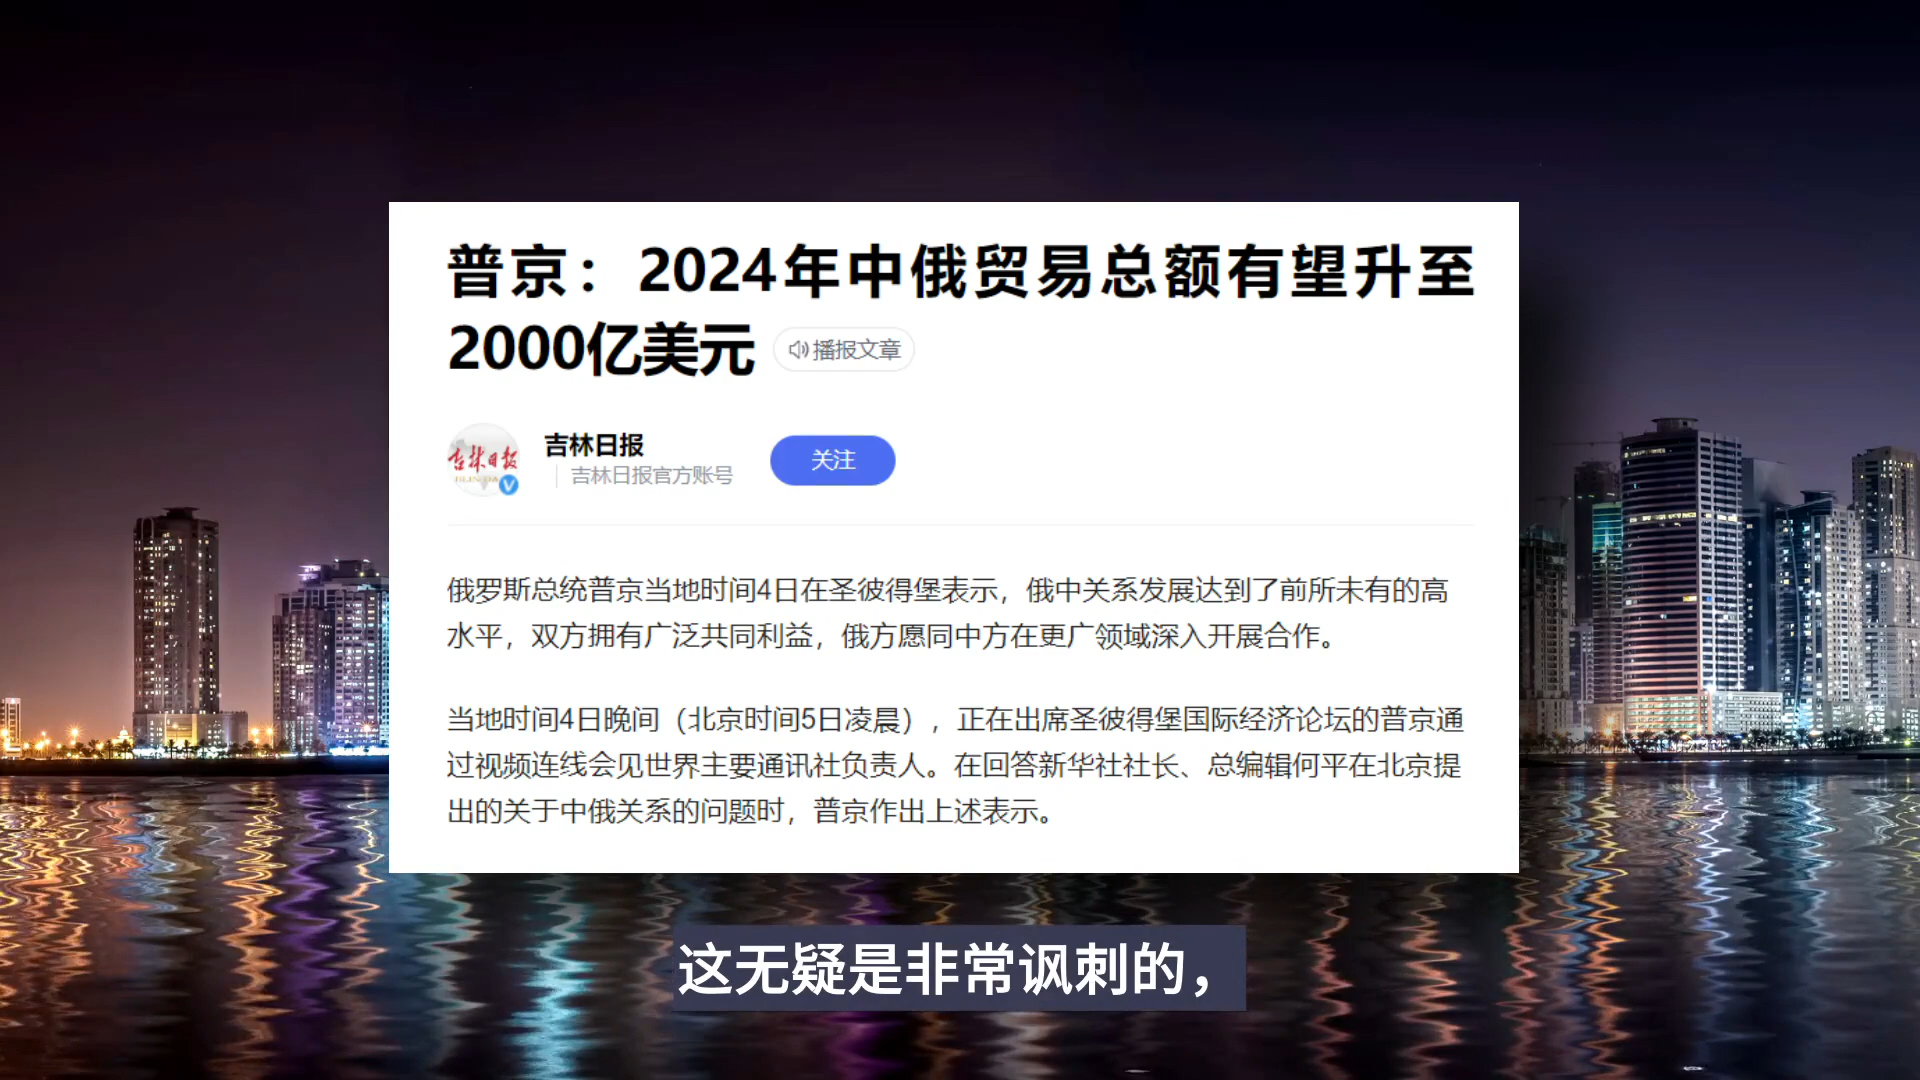 普京：2024年中俄贸易总额有望升至
2000亿美元 播报文章
吉林日报
吉林日报
吉林日报官方账号
关注
俄罗斯总统普京当地时间4日在圣彼得堡表示，俄中关系发展达到了前所未有的高
水平，双方拥有广泛共同利益，俄方愿同中方在更广领域深入开展合作。
当地时间4日晚间（北京时间5日凌晨），正在出席圣彼得堡国际经济论坛的普京通
过视频连线会见世界主要通讯社负责人。在回答新华社社长、总编辑何平在北京提
出的关于中俄关系的问题时，普京作出上述表示。
这无疑是非常讽刺的，